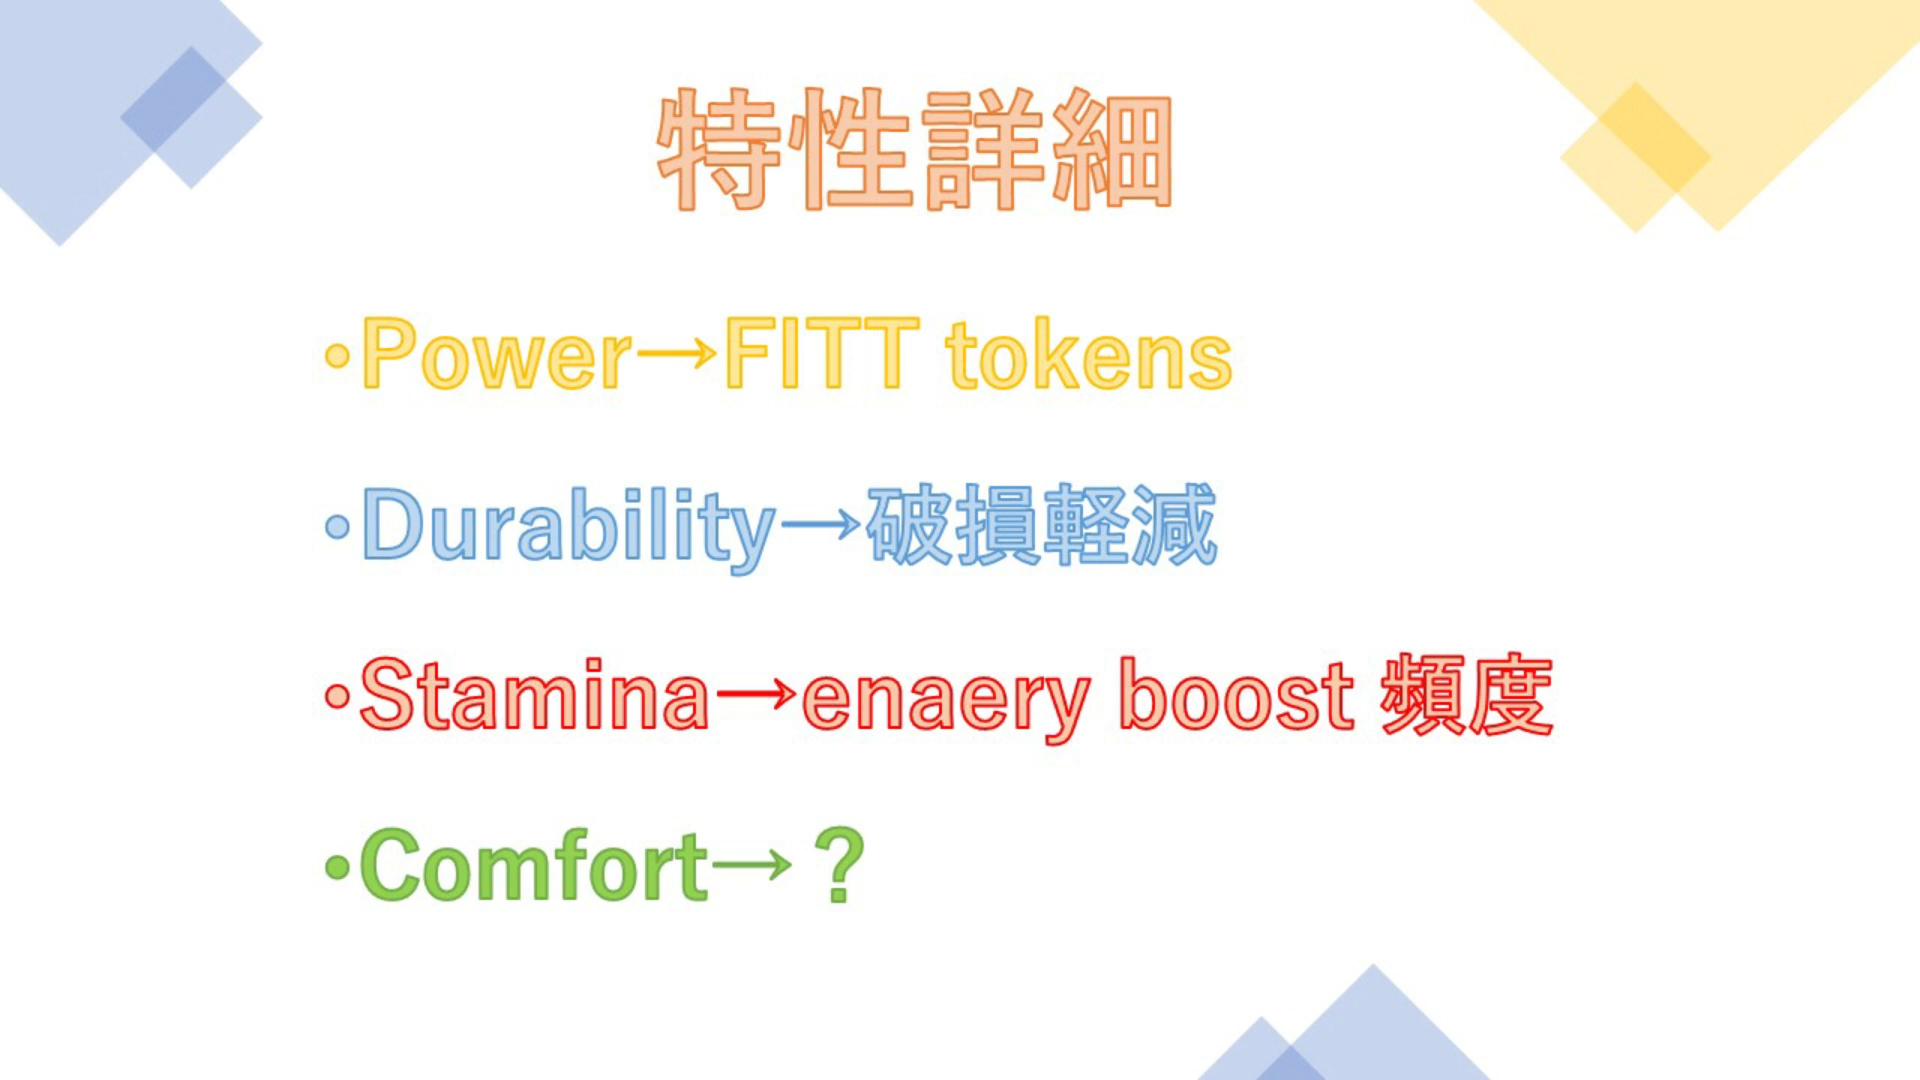 特性詳細
•Power→FITT tokens
•Durability→破損軽減
•Stamina→enaery boost 頻度
•Comfort→？